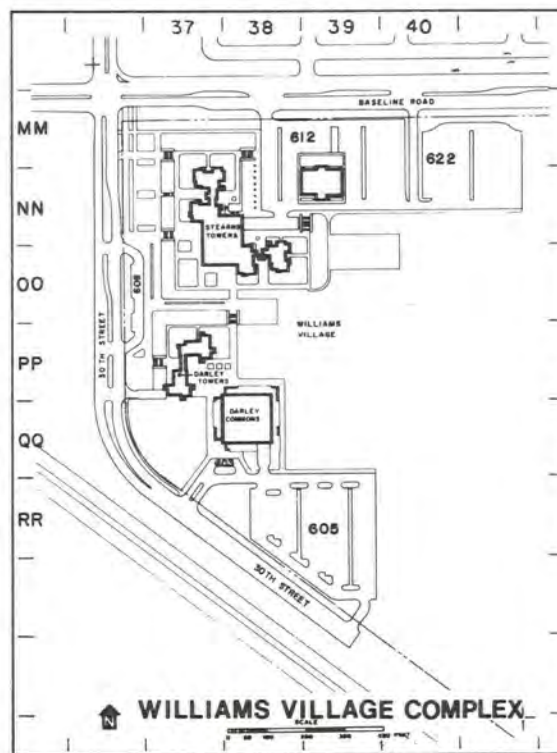 37 38 39 40
BASELINE ROAD
MM
612
622
NN
STEARNS
TOWERS
OO
608
WILLIAMS
VILLAGE
30TH STREET
PP
DARLEY
TOWERS
DARLEY
COMMONS
QQ
RR
605
30TH STREET
N
WILLIAMS VILLAGE COMPLEX
SCALE